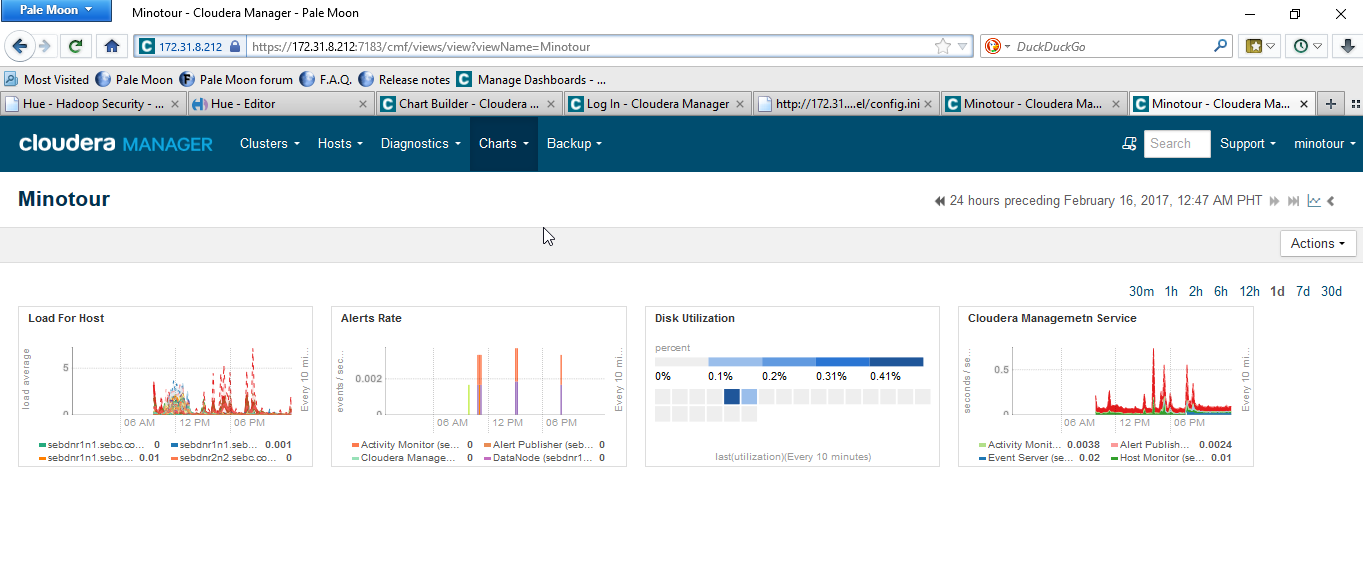 Pale Moon
Minotour - Cloudera Manager - Pale Moon
172.31.8.212 https://172.31.8.212:7183/cmf/views/view?viewName=Minotour DuckDuckGo
Most Visited Pale Moon Pale Moon forum F.A.Q. Release notes Manage Dashboards - ...
Hue - Hadoop Security - ... Hue - Editor Chart Builder - Cloudera ... Log In - Cloudera Manager http://172.31....el/config.ini Minotour - Cloudera Ma... Minotour - Cloudera Ma...
cloudera MANAGER Clusters Hosts Diagnostics Charts Backup Search Support minotour
Minotour
24 hours preceding February 16, 2017, 12:47 AM PHT
Actions
30m 1h 2h 6h 12h 1d 7d 30d
Load For Host
load average
5
0
06 AM 12 PM 06 PM
Every 10 mi...
sebdnr1n1.sebc.co... 0 sebdnr1n1.seb... 0.001
sebdnr1n1.sebc.... 0.01 sebdnr2n2.sebc.co... 0
Alerts Rate
events / sec...
0.002
0
06 AM 12 PM 06 PM
Every 10 mi...
Activity Monitor (se... 0 Alert Publisher (seb... 0
Cloudera Manage... 0 DataNode (sebdnr1... 0
Disk Utilization
percent
0% 0.1% 0.2% 0.31% 0.41%
last(utilization)(Every 10 minutes)
Cloudera Managemetn Service
seconds / se...
0.5
0
06 AM 12 PM 06 PM
Every 10 mi...
Activity Monit... 0.0038 Alert Publish... 0.0024
Event Server (se... 0.02 Host Monitor (se... 0.01